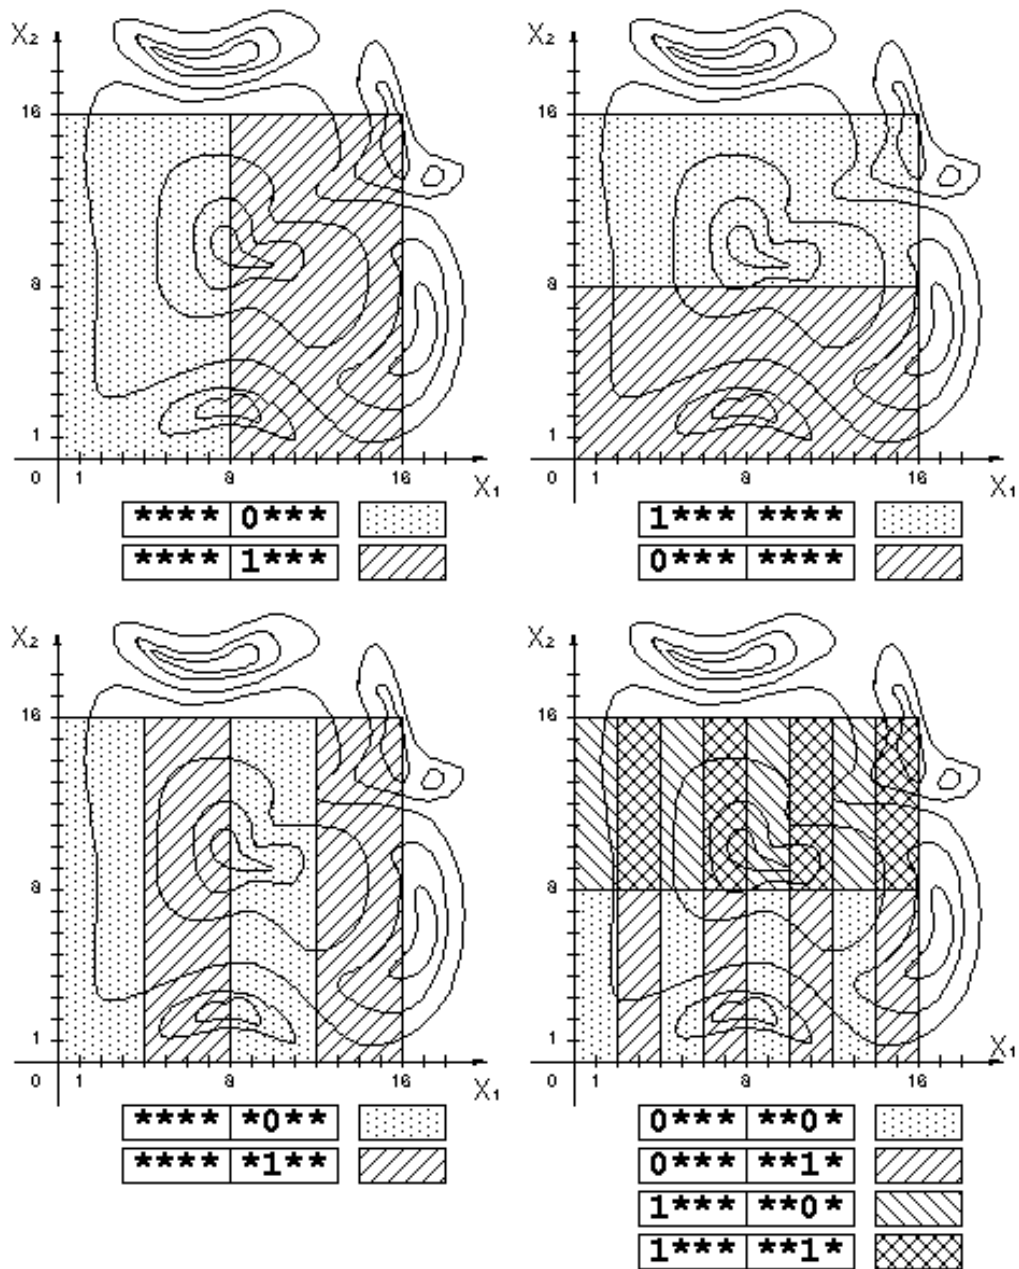 X₂ X₂
16 16
8 8
1 1
0 1 8 16 X₁ 0 1 8 16 X₁
**** 0*** 1*** ****
**** 1*** 0*** ****
X₂ X₂
16 16
8 8
1 1 X₁
0 1 8 16 X₁ 0 1 8 16
**** *0** 0*** **0*
**** *1** 0*** **1*
1*** **0*
1*** **1*